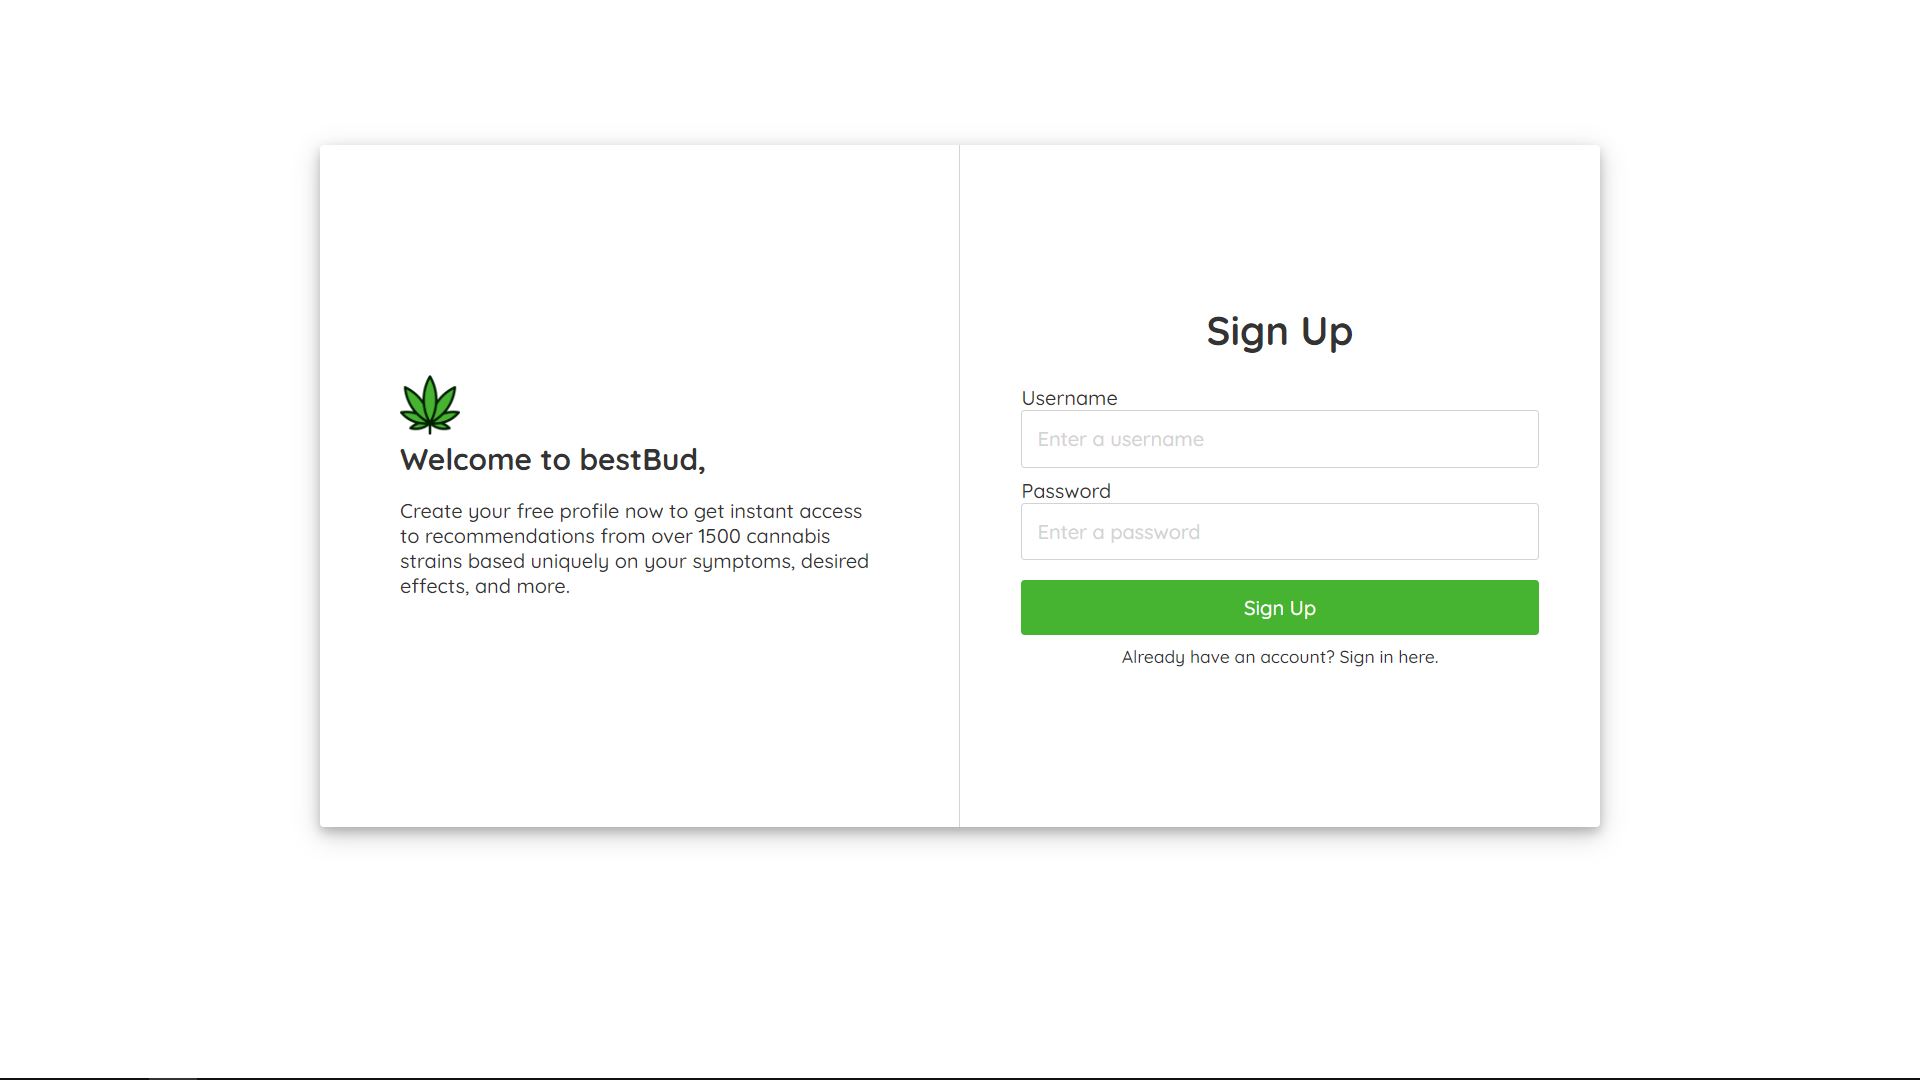 Welcome to bestBud,
Create your free profile now to get instant access
to recommendations from over 1500 cannabis
strains based uniquely on your symptoms, desired
effects, and more.
Sign Up
Username
Enter a username
Password
Enter a password
Sign Up
Already have an account? Sign in here.